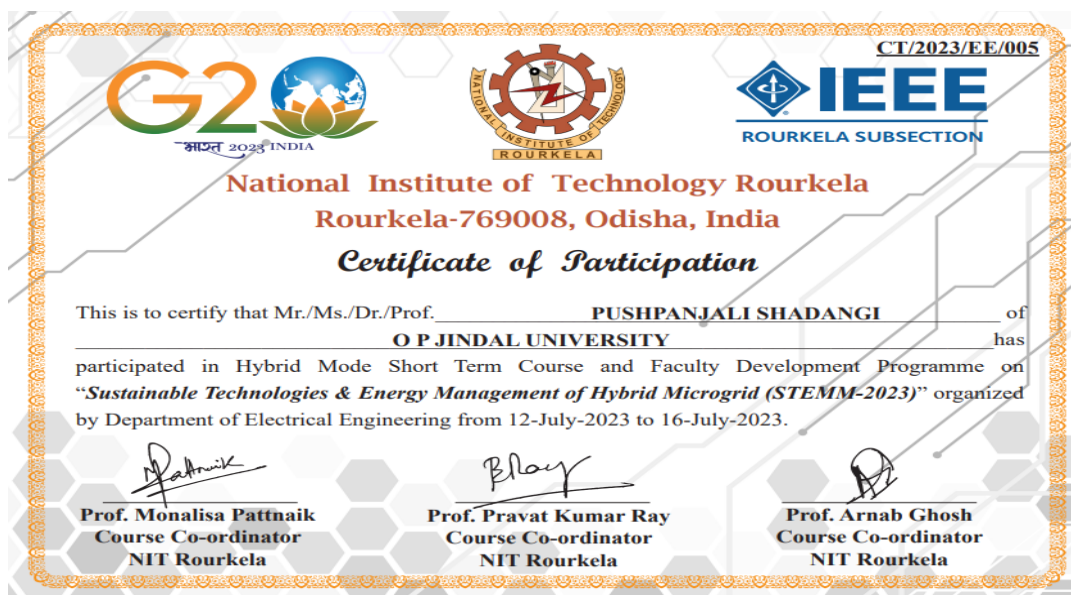 CT/2023/EE/005
G20
भारत 2023 INDIA
NATIONAL INSTITUTE OF TECHNOLOGY
ROURKELA
IEEE
ROURKELA SUBSECTION
National Institute of Technology Rourkela
Rourkela-769008, Odisha, India
Certificate of Participation
This is to certify that Mr./Ms./Dr./Prof. PUSHPANJALI SHADANGI of
O P JINDAL UNIVERSITY has
participated in Hybrid Mode Short Term Course and Faculty Development Programme on
“Sustainable Technologies & Energy Management of Hybrid Microgrid (STEMM-2023)” organized
by Department of Electrical Engineering from 12-July-2023 to 16-July-2023.
MPattnaik
BRay
Prof. Monalisa Pattnaik
Course Co-ordinator
NIT Rourkela
Prof. Pravat Kumar Ray
Course Co-ordinator
NIT Rourkela
Prof. Arnab Ghosh
Course Co-ordinator
NIT Rourkela